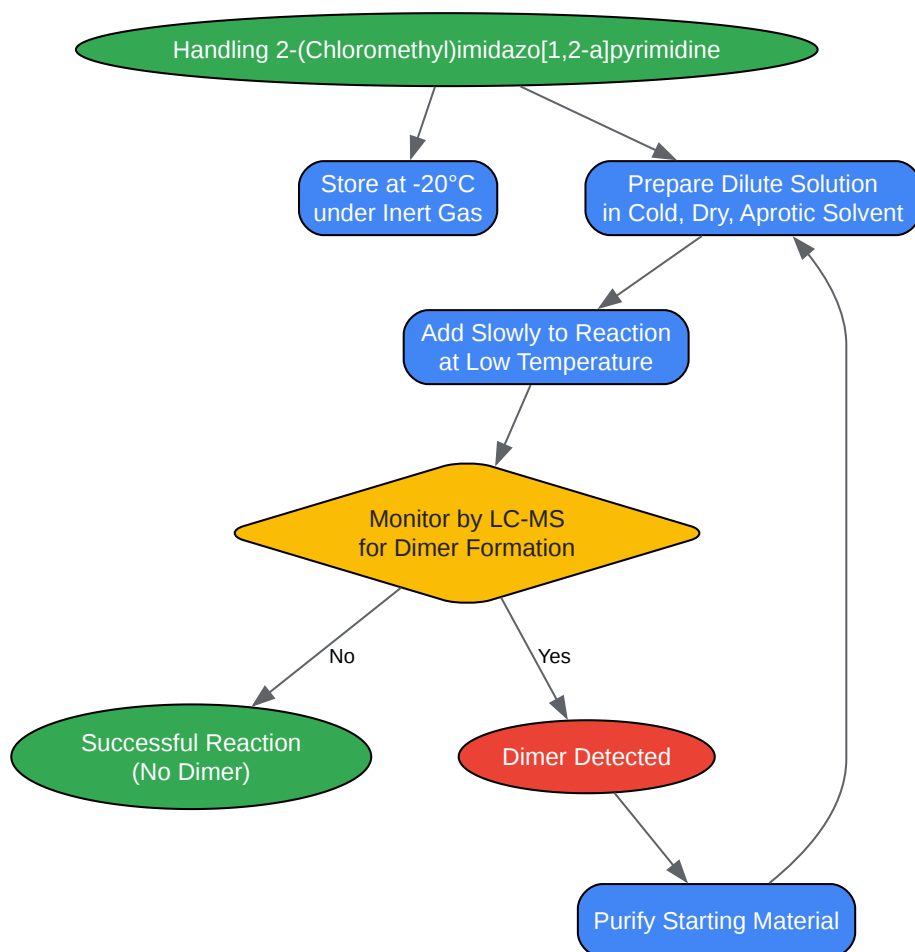 Handling 2-(Chloromethyl)imidazo[1,2-a]pyrimidine
Store at -20°C
under Inert Gas
Prepare Dilute Solution
in Cold, Dry, Aprotic Solvent
Add Slowly to Reaction
at Low Temperature
Monitor by LC-MS
for Dimer Formation
No
Yes
Successful Reaction
(No Dimer)
Dimer Detected
Purify Starting Material